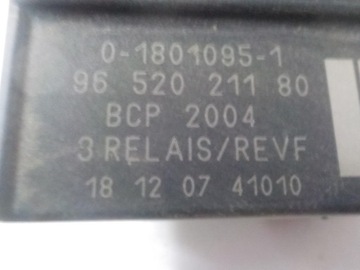 0-1801095-1
96 520 211 80
BCP 2004
3 RELAIS/REVF
18 12 07 41010